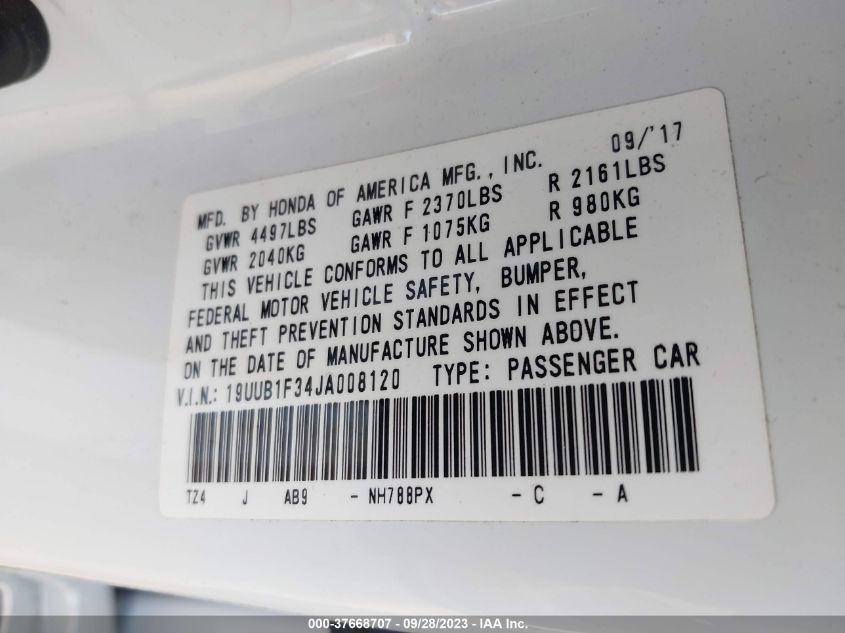 09/'17
MFD. BY HONDA OF AMERICA MFG., INC.
GVWR 4497LBS GAWR F 2370LBS R 2161LBS
GVWR 2040KG GAWR F 1075KG R 980KG
THIS VEHICLE CONFORMS TO ALL APPLICABLE
FEDERAL MOTOR VEHICLE SAFETY, BUMPER,
AND THEFT PREVENTION STANDARDS IN EFFECT
ON THE DATE OF MANUFACTURE SHOWN ABOVE.
V.I.N.: 19UUB1F34JA008120 TYPE: PASSENGER CAR
TZ4 J AB9 - NH788PX - C - A
000-37668707 - 09/28/2023 - IAA Inc.